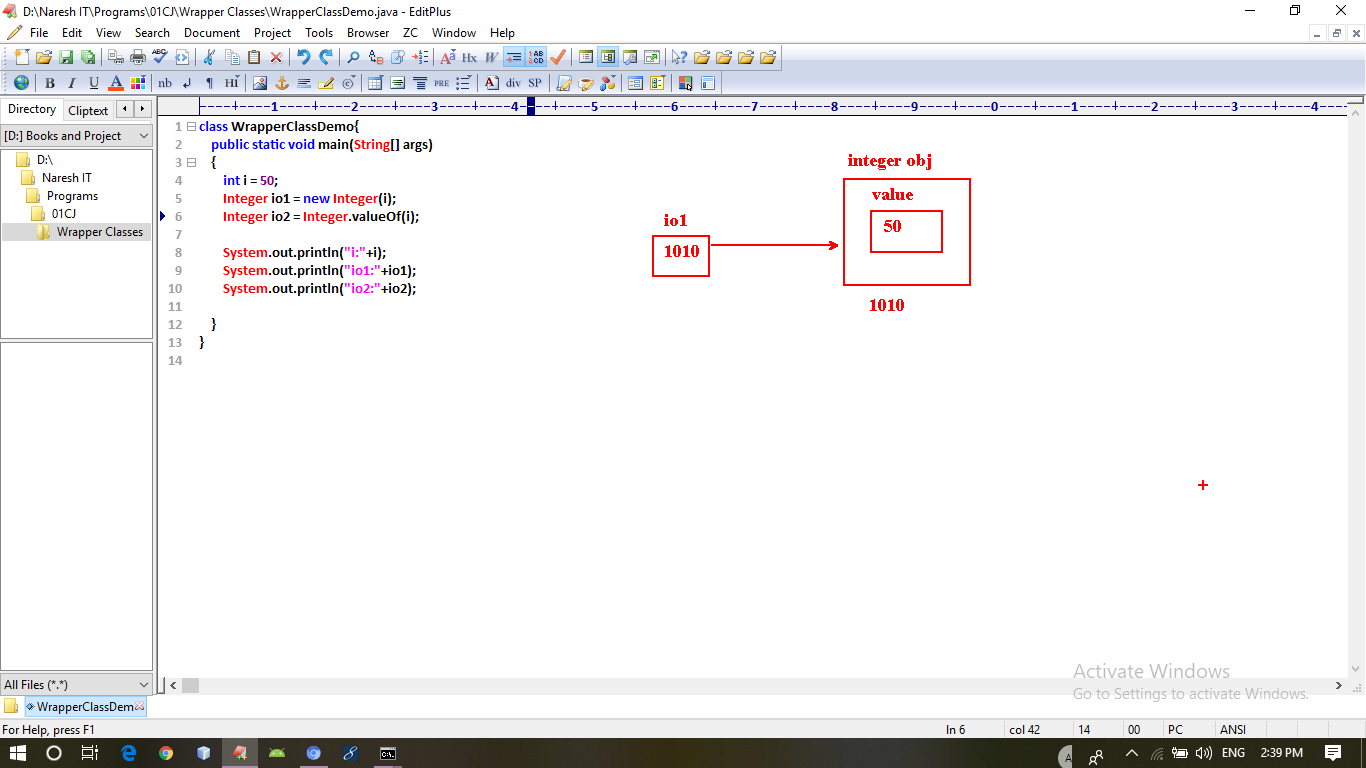 D:\Naresh IT\Programs\01CJ\Wrapper Classes\WrapperClassDemo.java - EditPlus
File Edit View Search Document Project Tools Browser ZC Window Help
B I U A nb HI PRE A div SP
Directory Cliptext
[D:] Books and Project
D:\
Naresh IT
Programs
01CJ
Wrapper Classes
----+----1----+----2----+----3----+----4----+----5----+----6----+----7----+----8----+----9----+----0----+----1----+----2----+----3----+----4----
1 class WrapperClassDemo{
2 public static void main(String[] args)
3 {
4 int i = 50;
5 Integer io1 = new Integer(i);
6 Integer io2 = Integer.valueOf(i);
7
8 System.out.println("i:"+i);
9 System.out.println("io1:"+io1);
10 System.out.println("io2:"+io2);
11
12 }
13 }
14
integer obj
value
50
io1
1010
1010
All Files (*.*)
WrapperClassDem
Activate Windows
Go to Settings to activate Windows.
For Help, press F1 ln 6 col 42 14 00 PC ANSI
ENG 2:39 PM